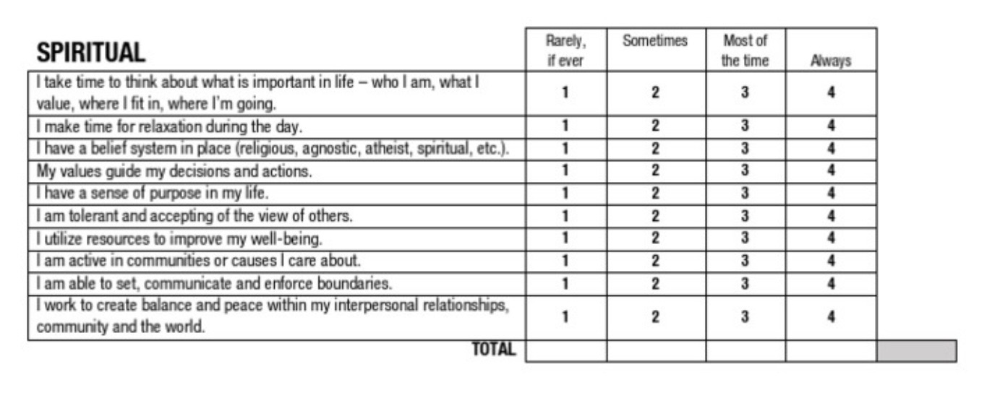 SPIRITUAL
Rarely, if ever Sometimes Most of the time Always
I take time to think about what is important in life – who I am, what I
value, where I fit in, where I'm going. 1 2 3 4
I make time for relaxation during the day. 1 2 3 4
I have a belief system in place (religious, agnostic, atheist, spiritual, etc.). 1 2 3 4
My values guide my decisions and actions. 1 2 3 4
I have a sense of purpose in my life. 1 2 3 4
I am tolerant and accepting of the view of others. 1 2 3 4
I utilize resources to improve my well-being. 1 2 3 4
I am active in communities or causes I care about. 1 2 3 4
I am able to set, communicate and enforce boundaries. 1 2 3 4
I work to create balance and peace within my interpersonal relationships,
community and the world. 1 2 3 4
TOTAL